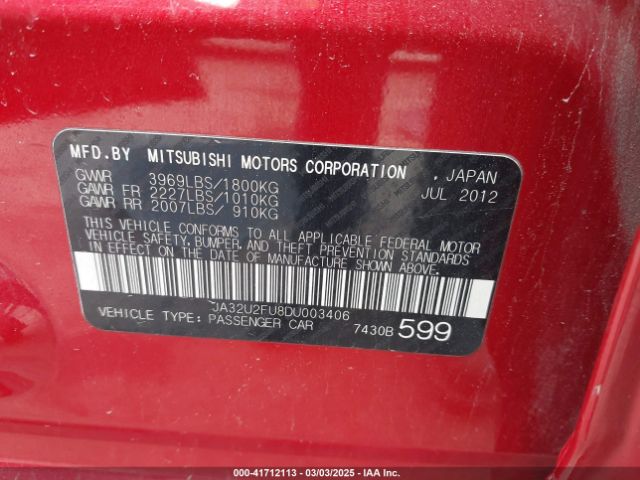 MFD.BY MITSUBISHI MOTORS CORPORATION , JAPAN
GVWR 3969LBS/1800KG JUL 2012
GAWR FR 2227LBS/1010KG
GAWR RR 2007LBS/ 910KG
THIS VEHICLE CONFORMS TO ALL APPLICABLE FEDERAL MOTOR
VEHICLE SAFETY, BUMPER, AND THEFT PREVENTION STANDARDS
IN EFFECT ON THE DATE OF MANUFACTURE SHOWN ABOVE.
JA32U2FU8DU003406
VEHICLE TYPE: PASSENGER CAR 7430B 599
000-41712113 — 03/03/2025 — IAA, Inc.